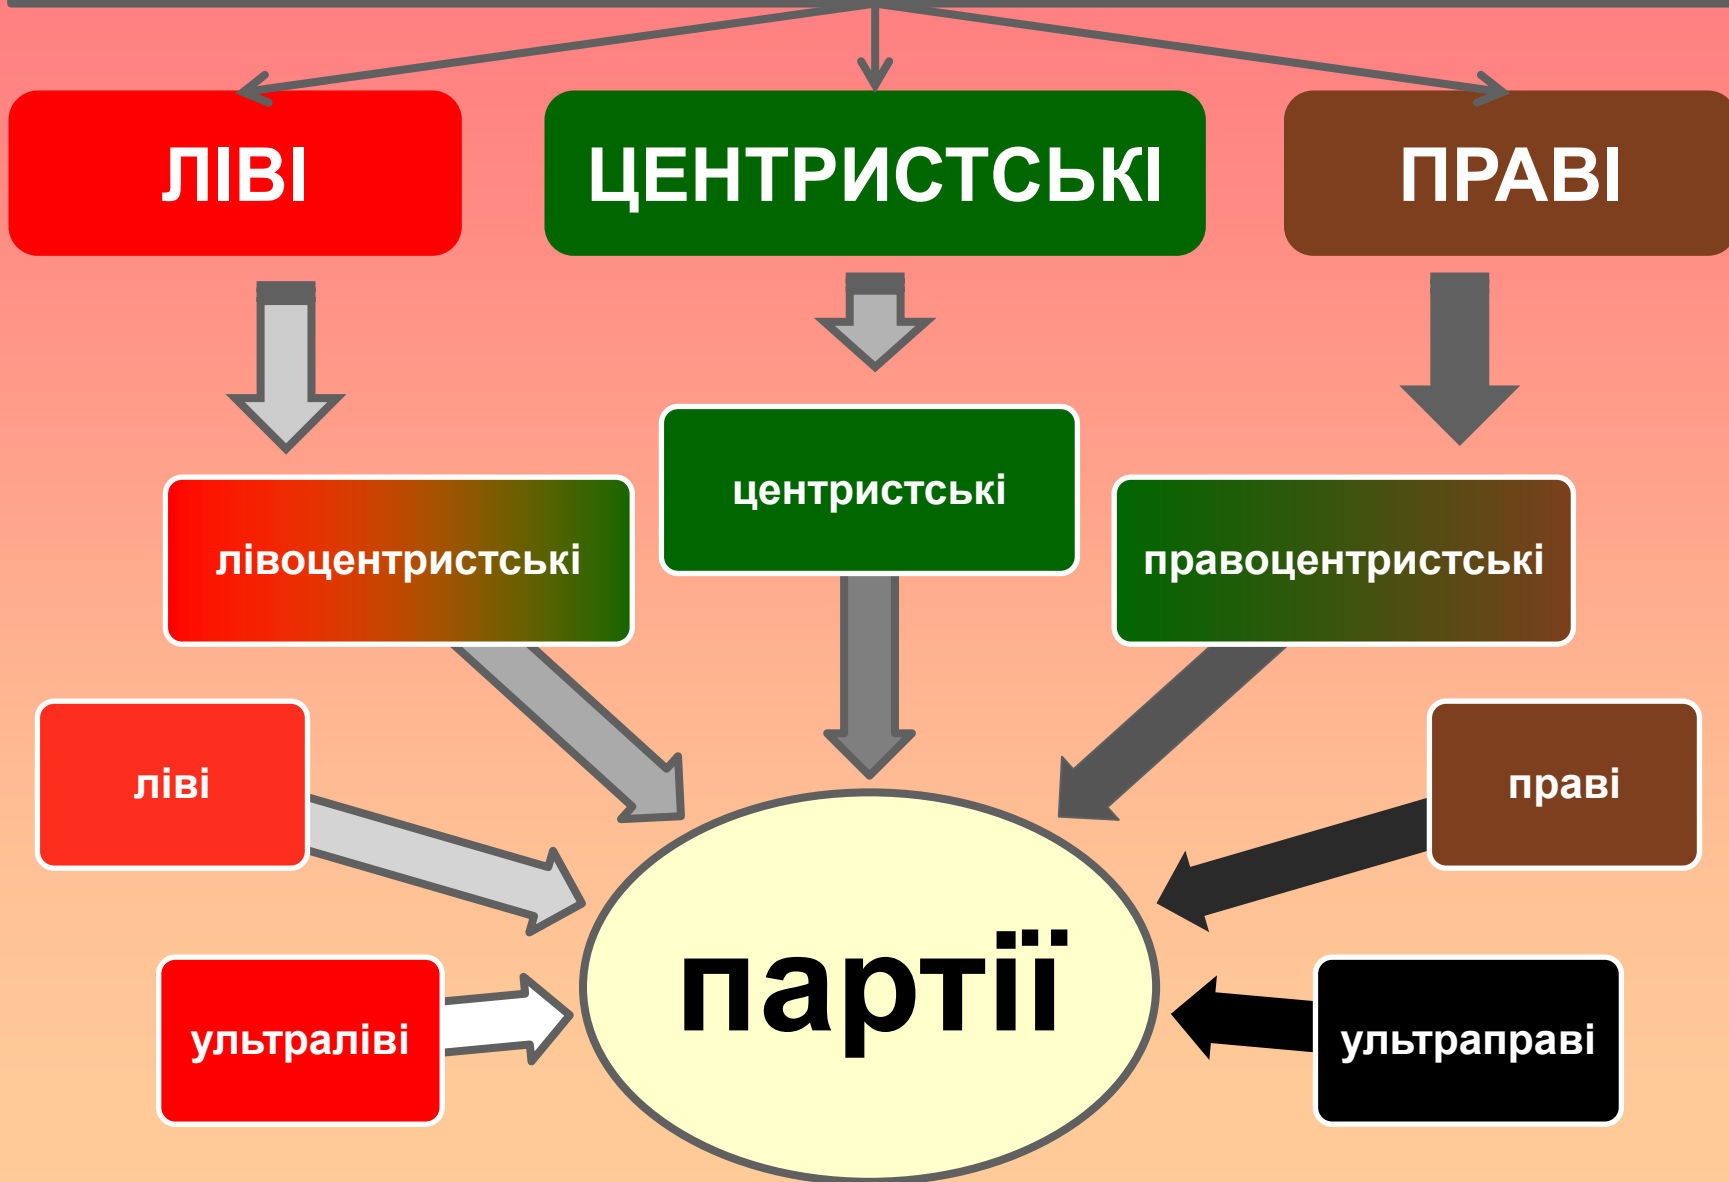 ЛІВІ
ЦЕНТРИСТСЬКІ
ПРАВІ
лівоцентристські
центристські
правоцентристські
ліві
праві
партії
ультраліві
ультраправі